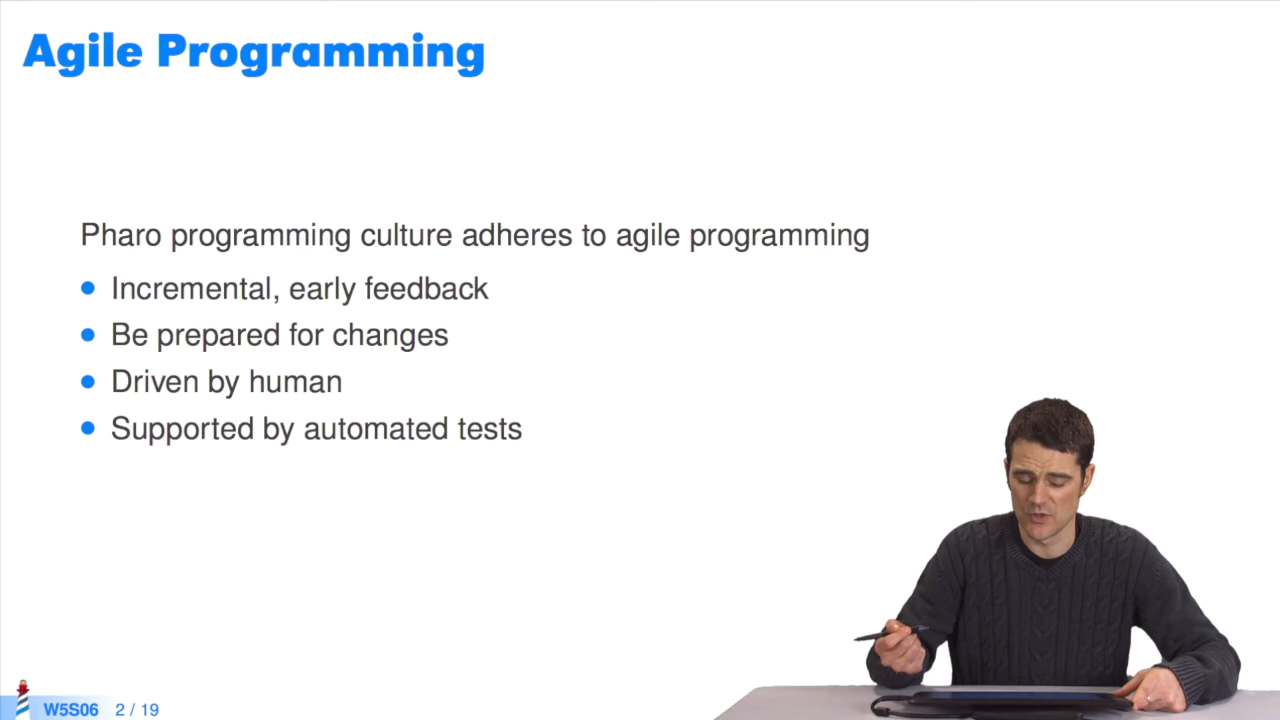 Agile Programming
Pharo programming culture adheres to agile programming
Incremental, early feedback
Be prepared for changes
Driven by human
Supported by automated tests
W5S06 2 / 19